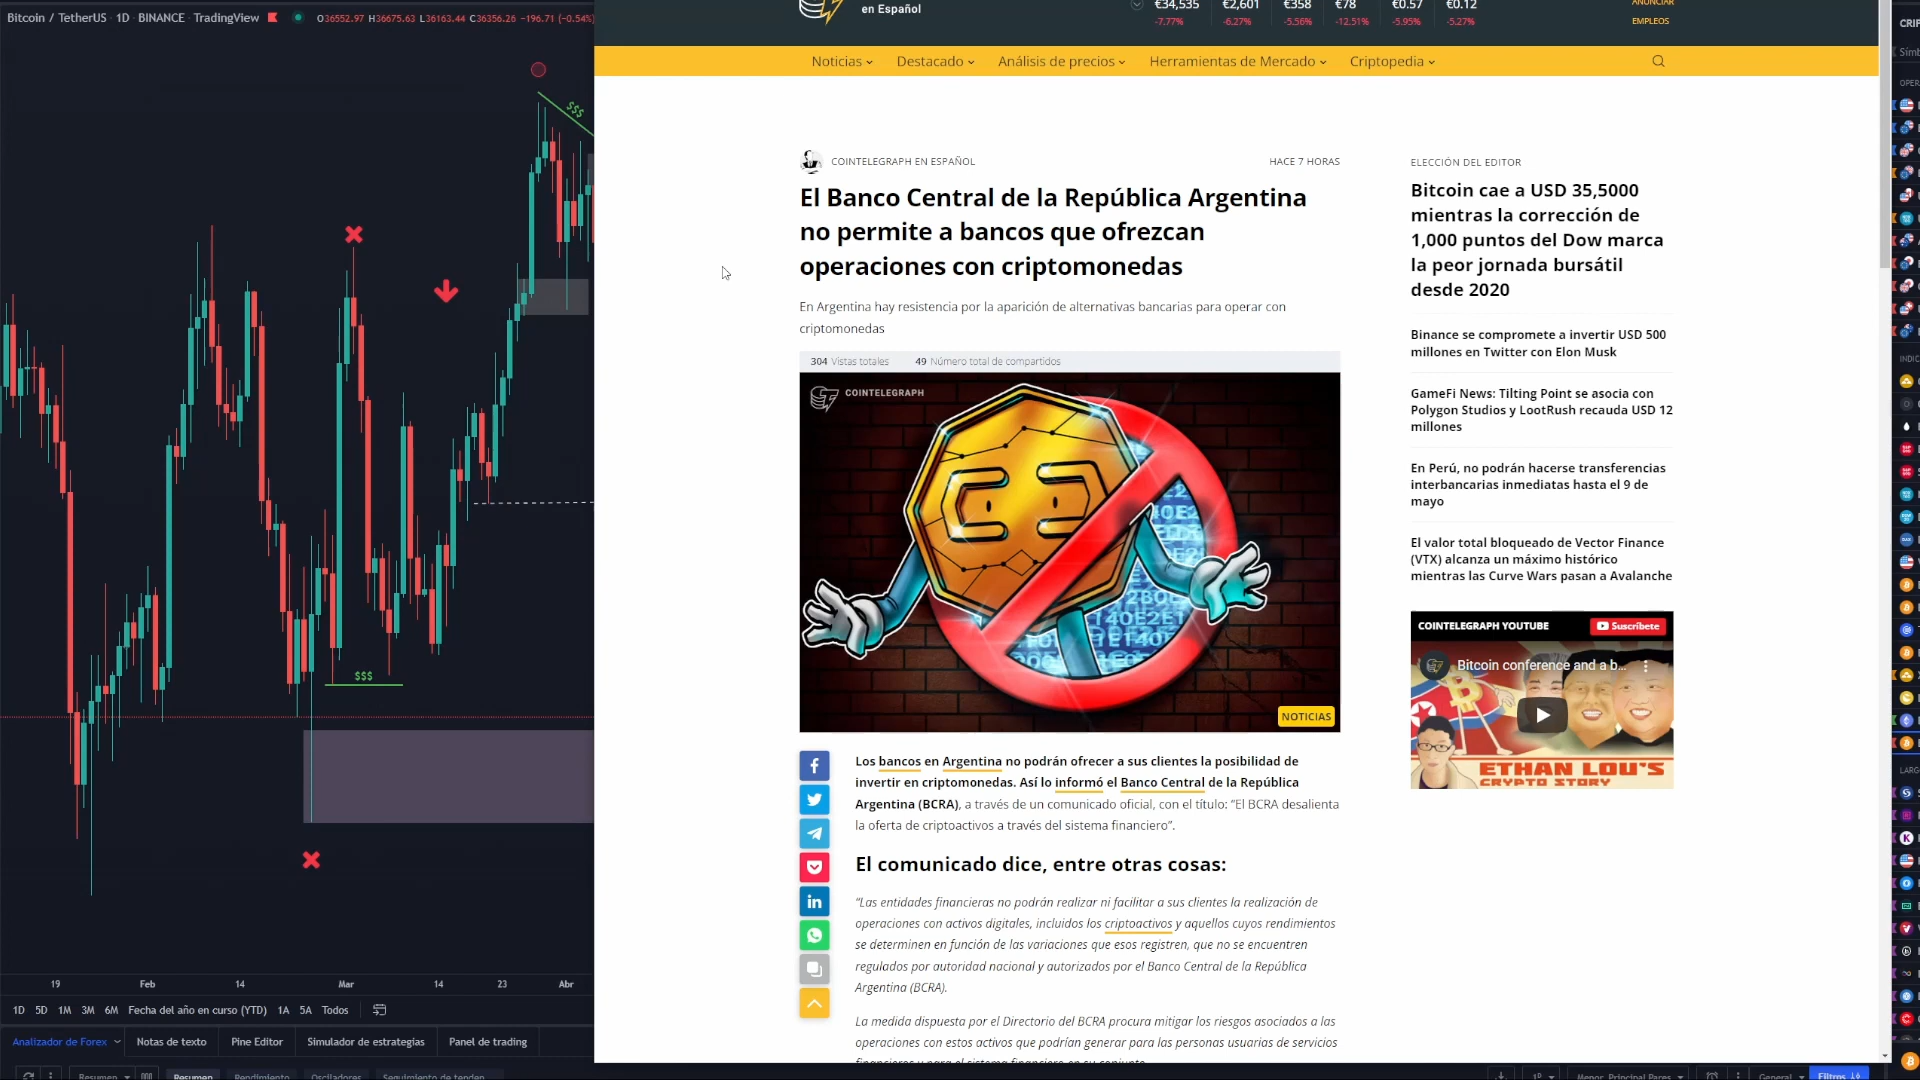 Bitcoin / TetherUS · 1D · BINANCE · TradingView
O36552.97 H36675.63 L36163.44 C36356.26 -196.71 (-0.54%)
$$$
$$$
19 Feb 14 Mar 14 23 Abr
1D 5D 1M 3M 6M Fecha del año en curso (YTD) 1A 5A Todos
Analizador de Forex Notas de texto Pine Editor Simulador de estrategias Panel de trading
Resumen Resumen Rendimiento Osciladores
en Español
€34,535 €2,601 €358 €78 €0.57 €0.12
-7.77% -6.27% -5.56% -12.51% -5.95% -5.27%
ANUNCIAR
EMPLEOS
Noticias Destacado Análisis de precios Herramientas de Mercado Criptopedia
COINTELEGRAPH EN ESPAÑOL
HACE 7 HORAS
El Banco Central de la República Argentina
no permite a bancos que ofrezcan
operaciones con criptomonedas
En Argentina hay resistencia por la aparición de alternativas bancarias para operar con
criptomonedas
304 Vistas totales 49 Número total de compartidos
COINTELEGRAPH
NOTICIAS
Los bancos en Argentina no podrán ofrecer a sus clientes la posibilidad de
invertir en criptomonedas. Así lo informó el Banco Central de la República
Argentina (BCRA), a través de un comunicado oficial, con el título: “El BCRA desalienta
la oferta de criptoactivos a través del sistema financiero”.
El comunicado dice, entre otras cosas:
“Las entidades financieras no podrán realizar ni facilitar a sus clientes la realización de
operaciones con activos digitales, incluidos los criptoactivos y aquellos cuyos rendimientos
se determinen en función de las variaciones que esos registren, que no se encuentren
regulados por autoridad nacional y autorizados por el Banco Central de la República
Argentina (BCRA).
La medida dispuesta por el Directorio del BCRA procura mitigar los riesgos asociados a las
operaciones con estos activos que podrían generar para las personas usuarias de servicios
financieros y para el sistema financiero en su conjunto.
ELECCIÓN DEL EDITOR
Bitcoin cae a USD 35,5000
mientras la corrección de
1,000 puntos del Dow marca
la peor jornada bursátil
desde 2020
Binance se compromete a invertir USD 500
millones en Twitter con Elon Musk
GameFi News: Tilting Point se asocia con
Polygon Studios y LootRush recauda USD 12
millones
En Perú, no podrán hacerse transferencias
interbancarias inmediatas hasta el 9 de
mayo
El valor total bloqueado de Vector Finance
(VTX) alcanza un máximo histórico
mientras las Curve Wars pasan a Avalanche
COINTELEGRAPH YOUTUBE
Suscríbete
Bitcoin conference and a b...
ETHAN LOU'S
CRYPTO STORY
General Filtros